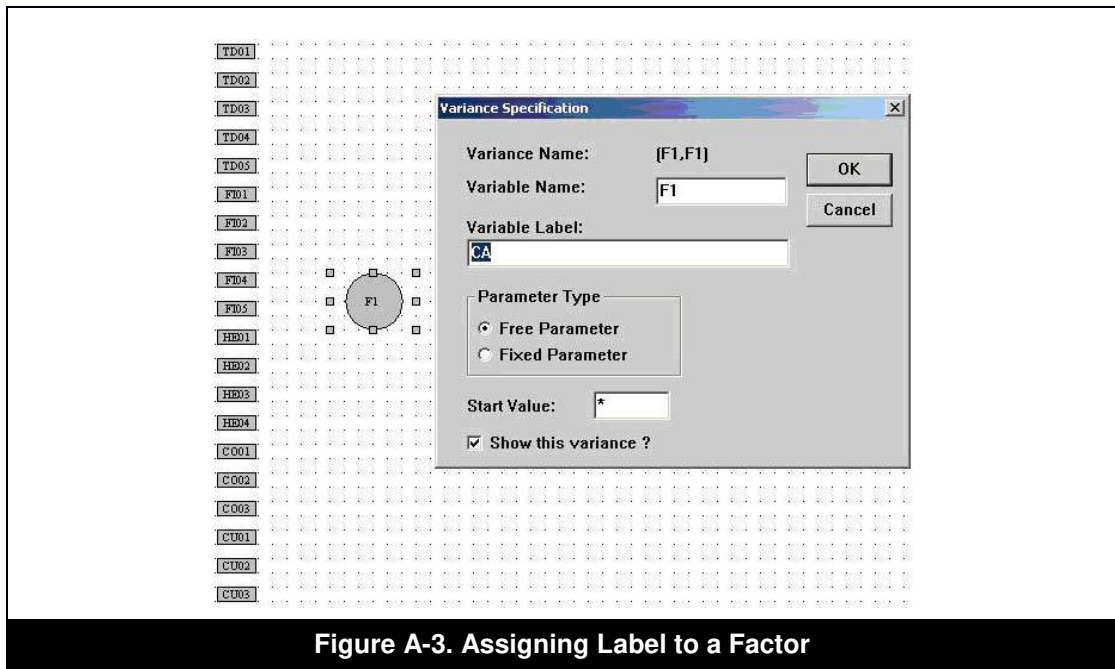 TD01
TD02
TD03
TD04
TD05
FI01
FI02
FI03
FI04
FI05
HE01
HE02
HE03
HE04
CO01
CO02
CO03
CU01
CU02
CU03
F1
Variance Specification
Variance Name: (F1,F1)
Variable Name: F1
Variable Label:
CA
OK
Cancel
Parameter Type
Free Parameter
Fixed Parameter
Start Value: *
Show this variance ?
Figure A-3. Assigning Label to a Factor